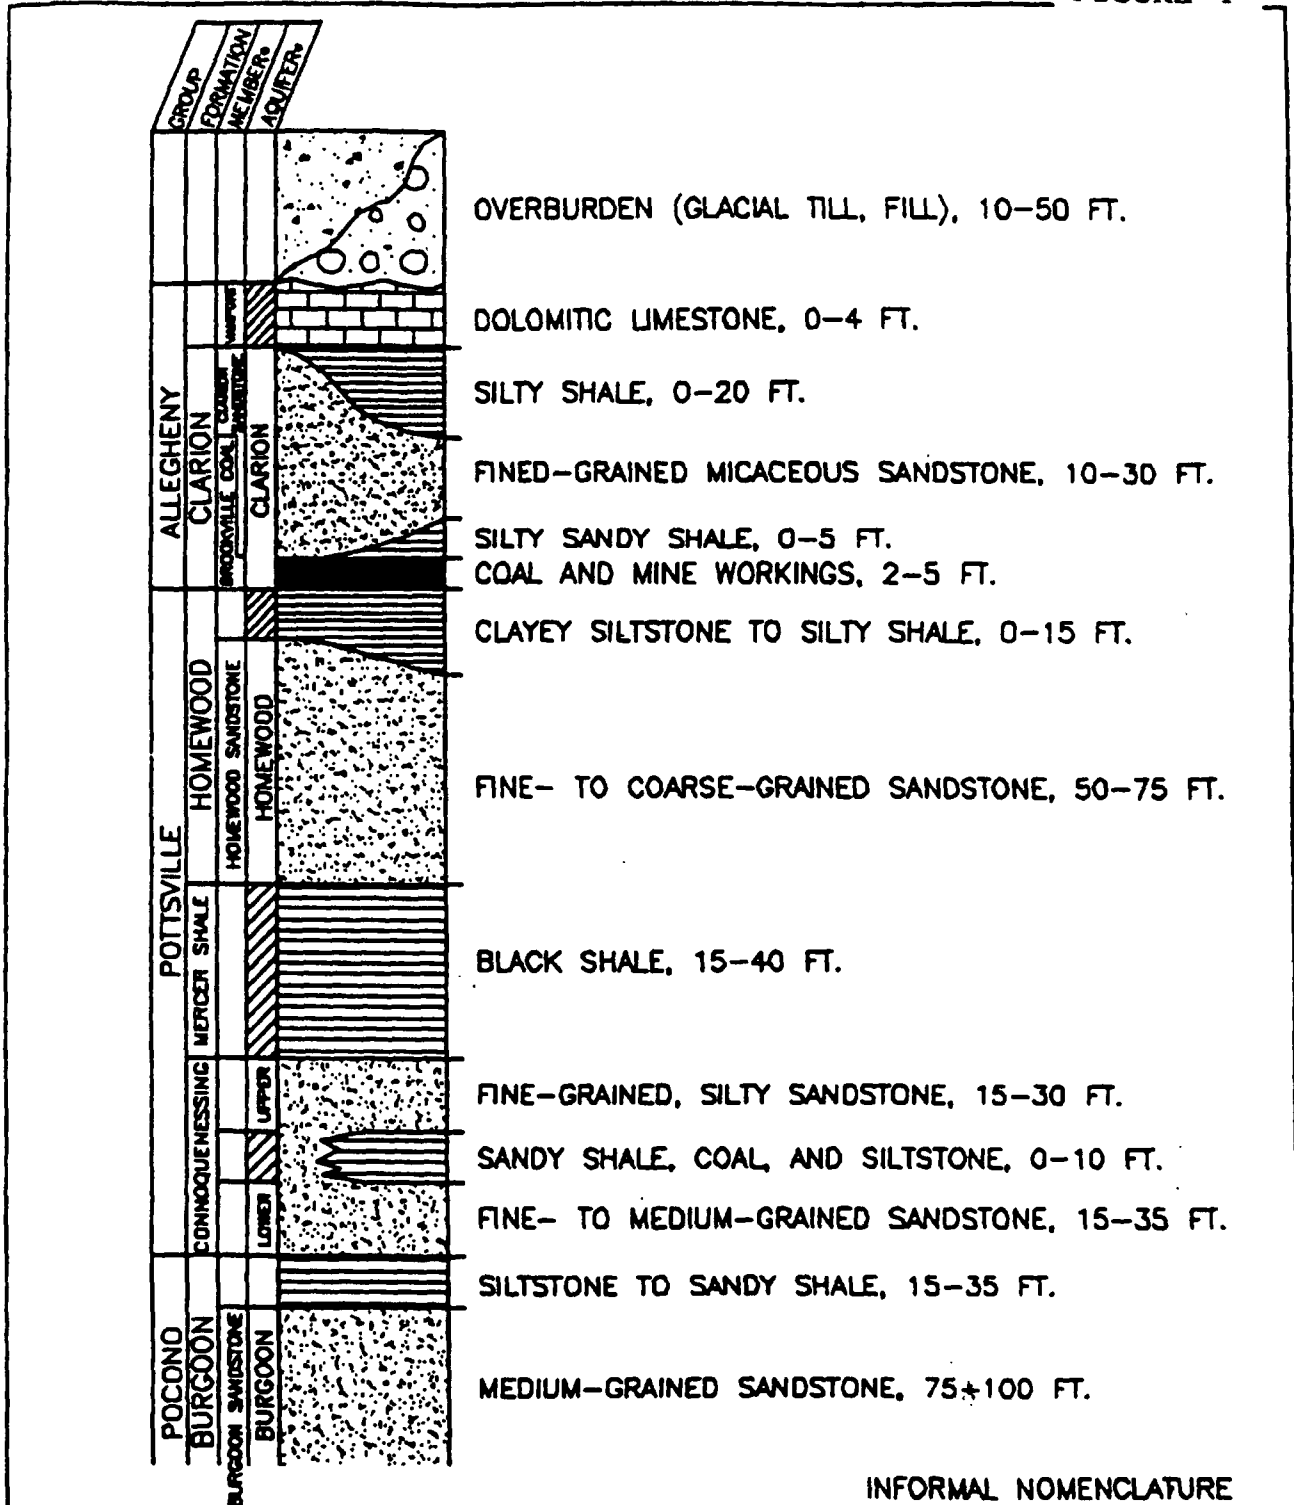 GROUP
FORMATION
MEMBER*
AQUIFER*
OVERBURDEN (GLACIAL TILL, FILL), 10-50 FT.
DOLOMITIC LIMESTONE, 0-4 FT.
SILTY SHALE, 0-20 FT.
FINED-GRAINED MICACEOUS SANDSTONE, 10-30 FT.
SILTY SANDY SHALE, 0-5 FT.
COAL AND MINE WORKINGS, 2-5 FT.
CLAYEY SILTSTONE TO SILTY SHALE, 0-15 FT.
FINE- TO COARSE-GRAINED SANDSTONE, 50-75 FT.
BLACK SHALE, 15-40 FT.
FINE-GRAINED, SILTY SANDSTONE, 15-30 FT.
SANDY SHALE, COAL, AND SILTSTONE, 0-10 FT.
FINE- TO MEDIUM-GRAINED SANDSTONE, 15-35 FT.
SILTSTONE TO SANDY SHALE, 15-35 FT.
MEDIUM-GRAINED SANDSTONE, 75+100 FT.
ALLEGHENY
POTTSVILLE
POCONO
CLARION
HOMEWOOD
MERCER SHALE
CONNOQUENESSING
BURGOON
CLARION
SANDSTONE
BROOKVILLE COAL
HOMEWOOD SANDSTONE
BURGOON SANDSTONE
CLARION
HOMEWOOD
UPPER
LOWER
BURGOON
INFORMAL NOMENCLATURE